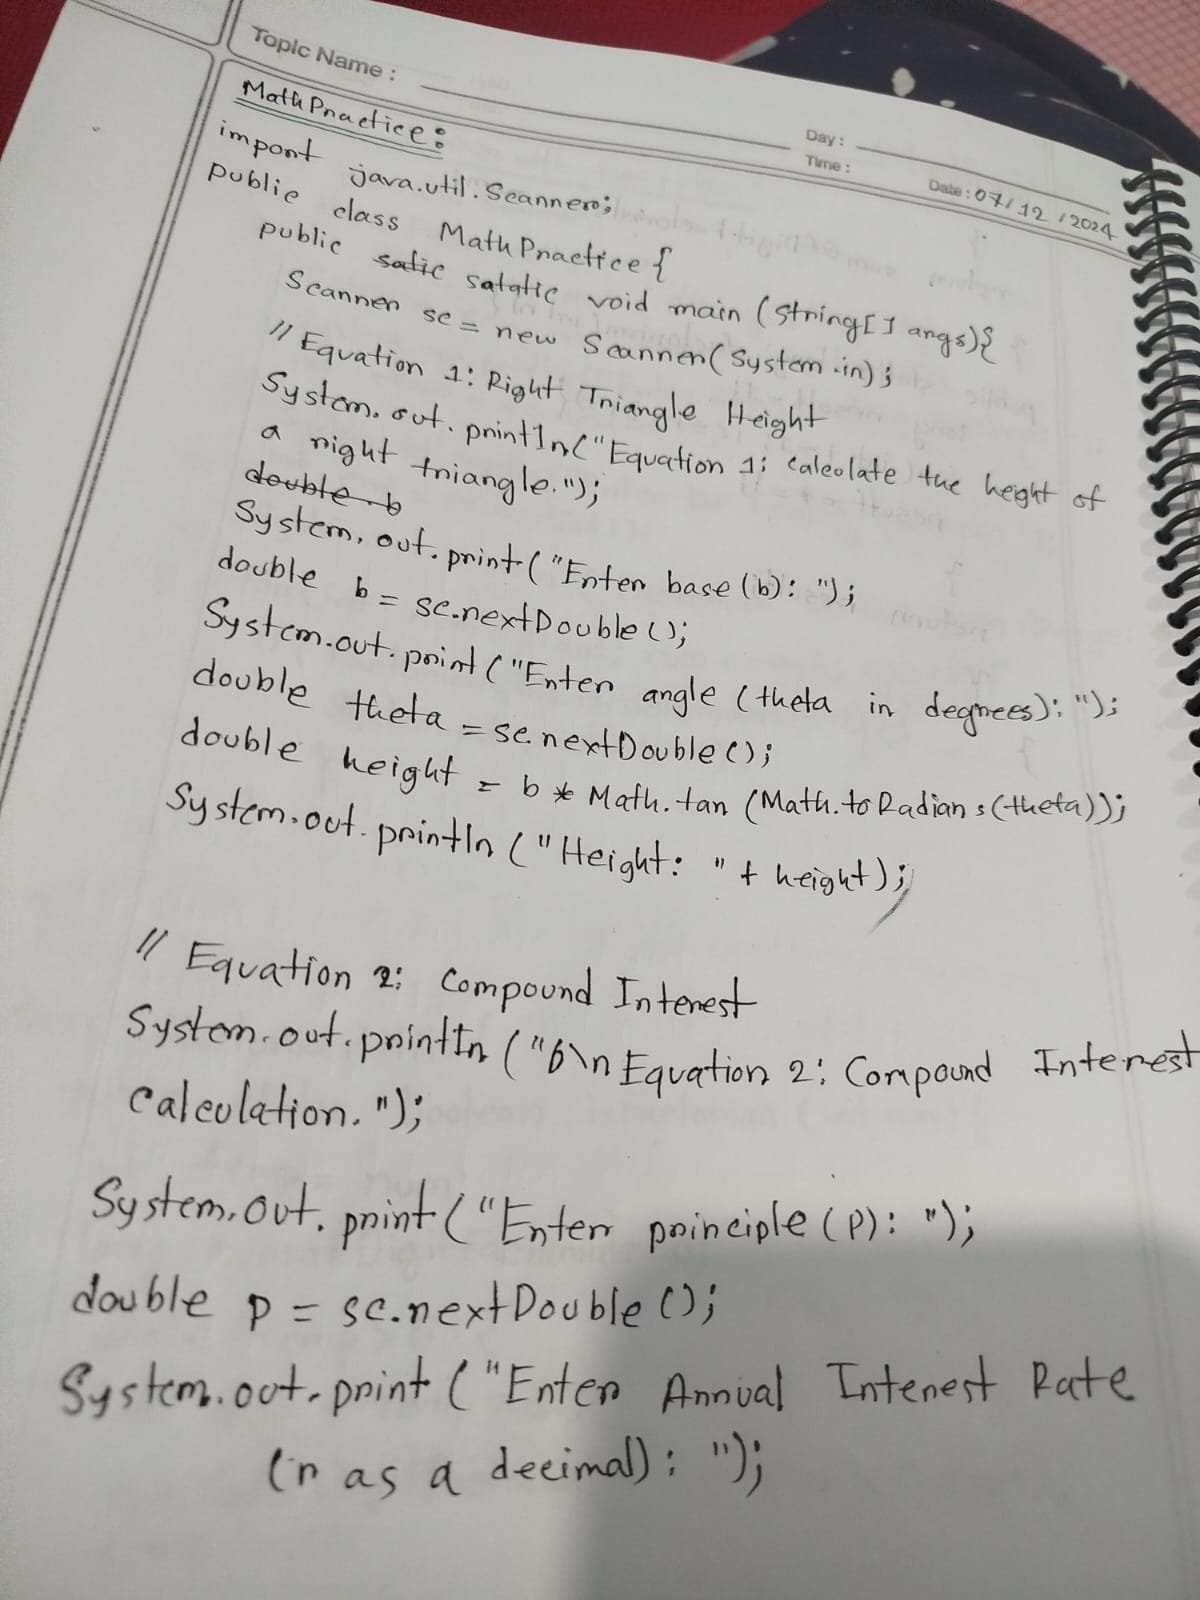 Topic Name :
Day :
Time :
Date : 07/12/2024
Math Practice:
import java.util.Scanner;
public class MathPractice {
public satic satatic void main (String[] args){
Scanner sc = new Scanner(System.in);
// Equation 1: Right Triangle Height
System.out.println("Equation 1: Calculate the height of
a right triangle.");
double b
System.out.print("Enter base (b): ");
double b = sc.nextDouble();
System.out.print("Enter angle (theta in degrees): ");
double theta = sc.nextDouble();
double height = b * Math.tan (Math.toRadians(theta));
System.out.println ("Height: " + height);
// Equation 2: Compound Interest
System.out.println ("\n Equation 2: Compound Interest
Calculation.");
System.out.print ("Enter principle (p): ");
double p = sc.nextDouble();
System.out.print ("Enter Annual Interest Rate
(r as a decimal): ");